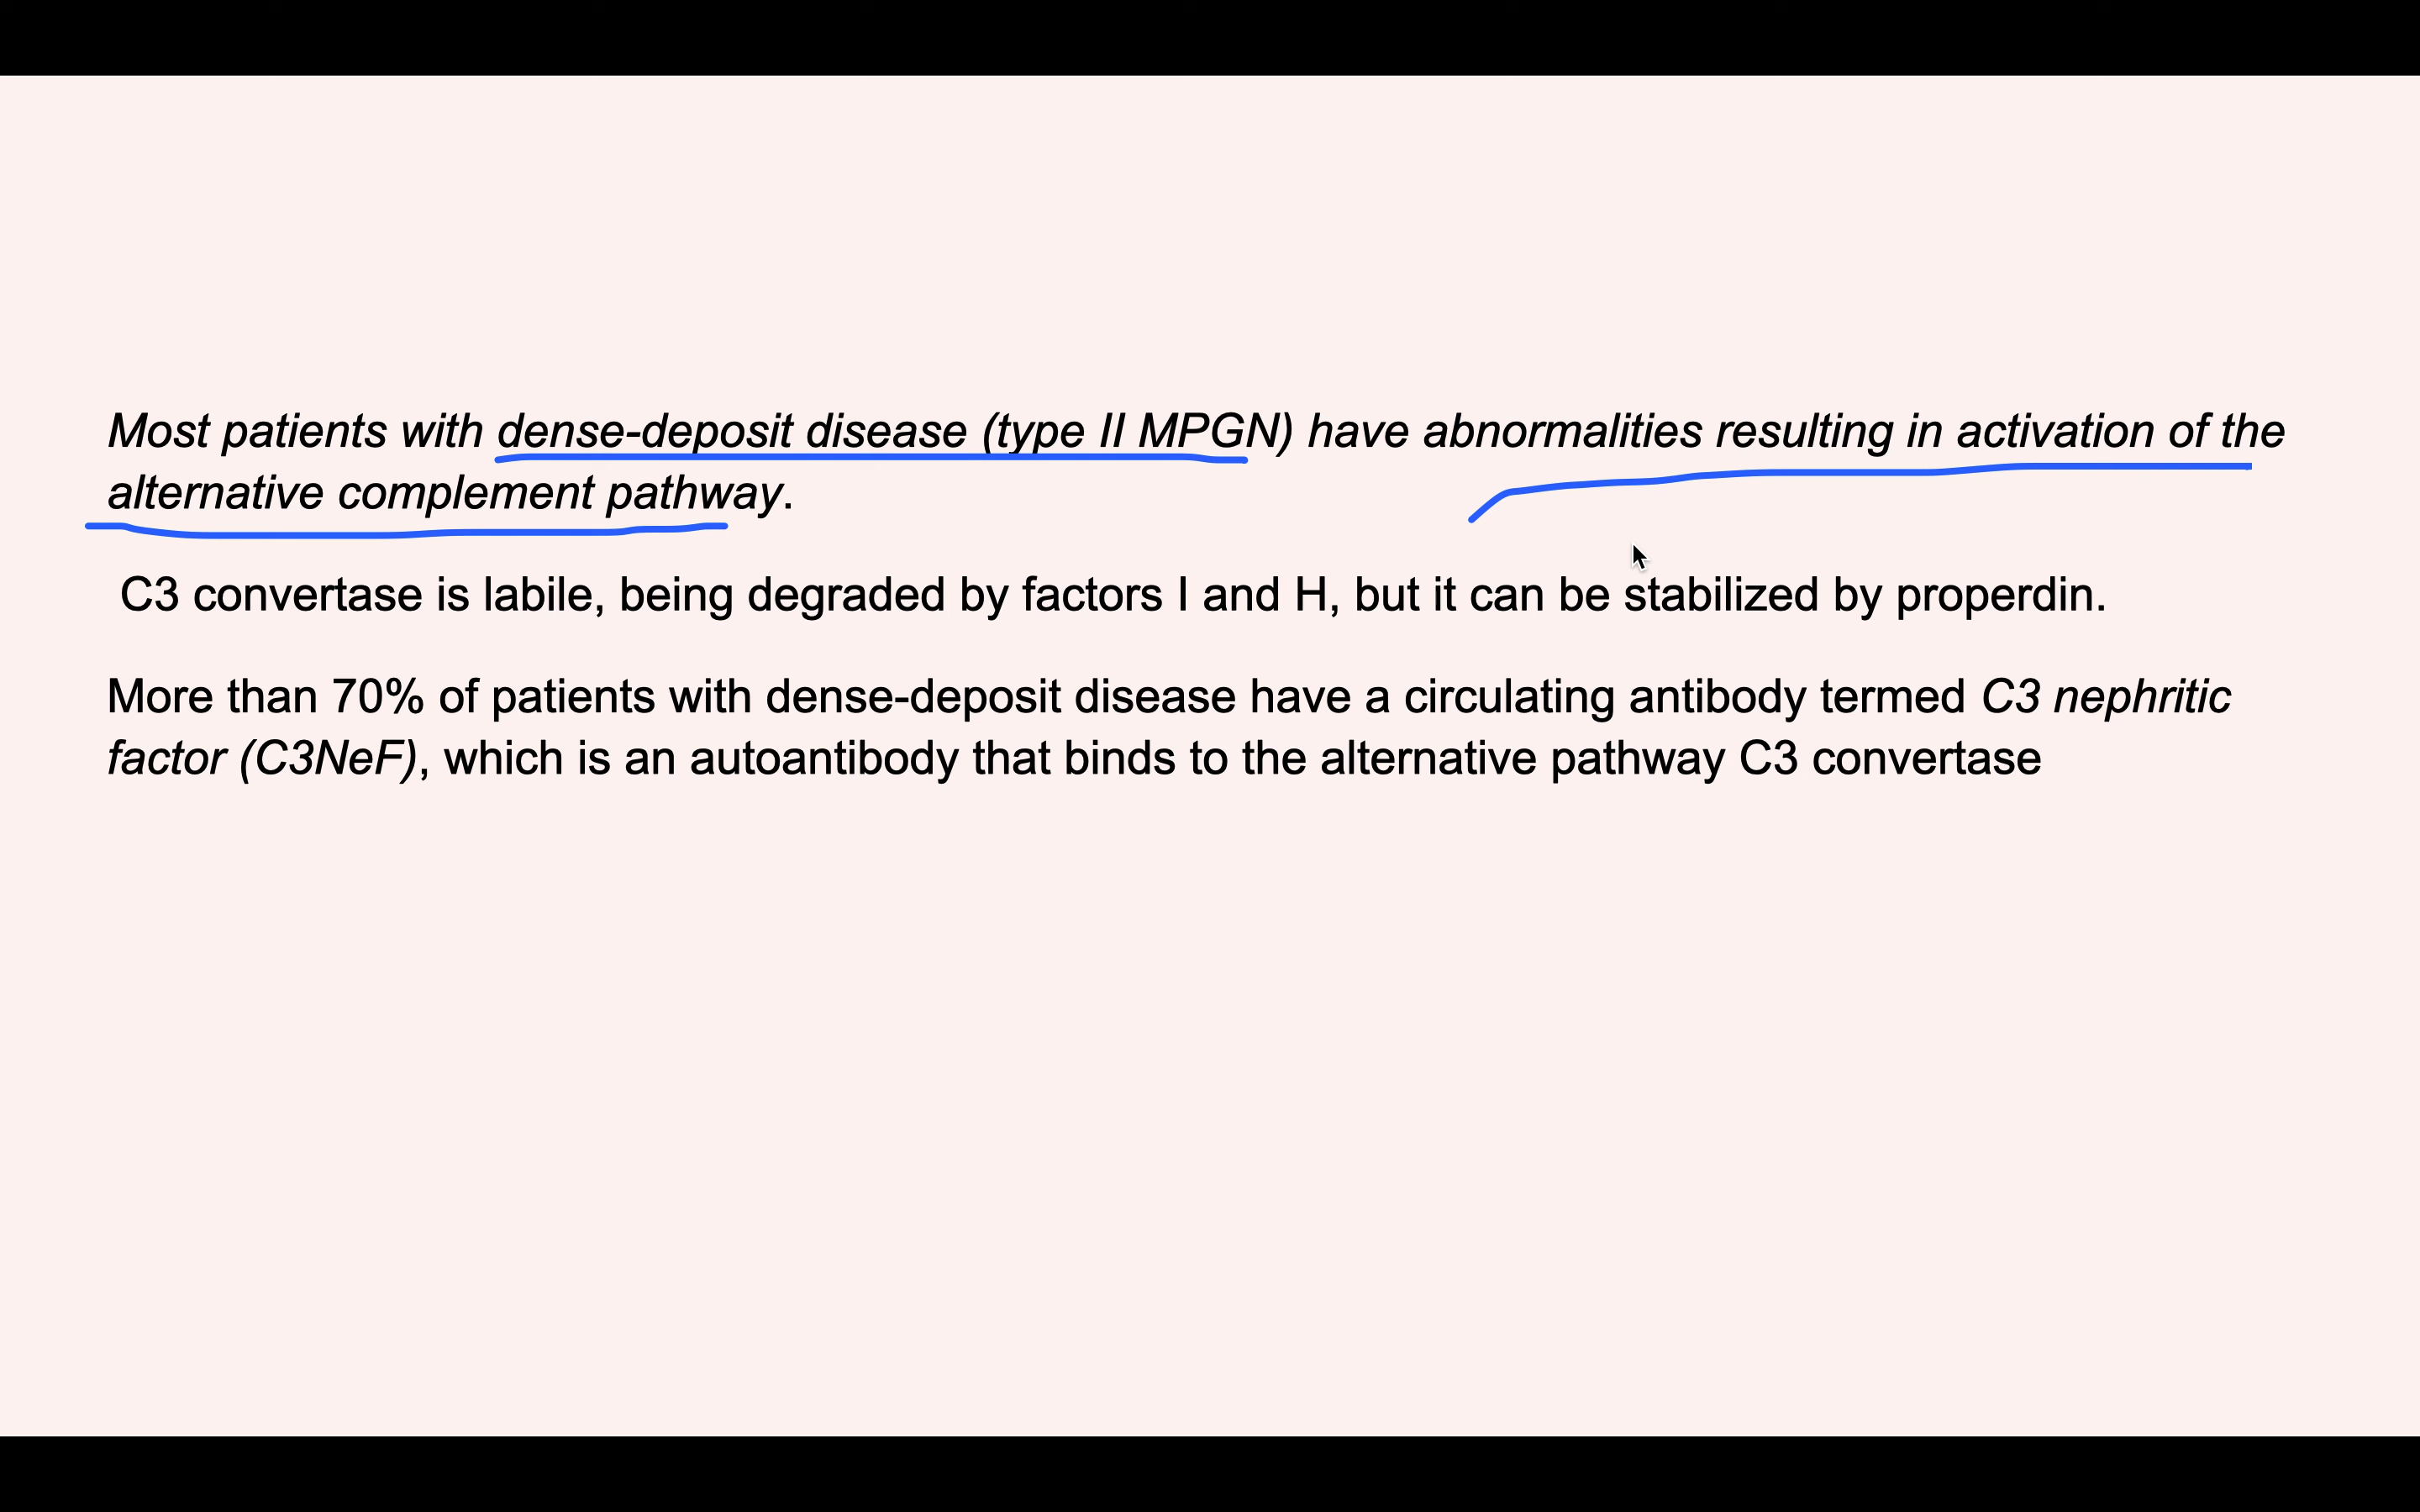 Most patients with dense-deposit disease (type II MPGN) have abnormalities resulting in activation of the
alternative complement pathway.
C3 convertase is labile, being degraded by factors I and H, but it can be stabilized by properdin.
More than 70% of patients with dense-deposit disease have a circulating antibody termed C3 nephritic
factor (C3NeF), which is an autoantibody that binds to the alternative pathway C3 convertase